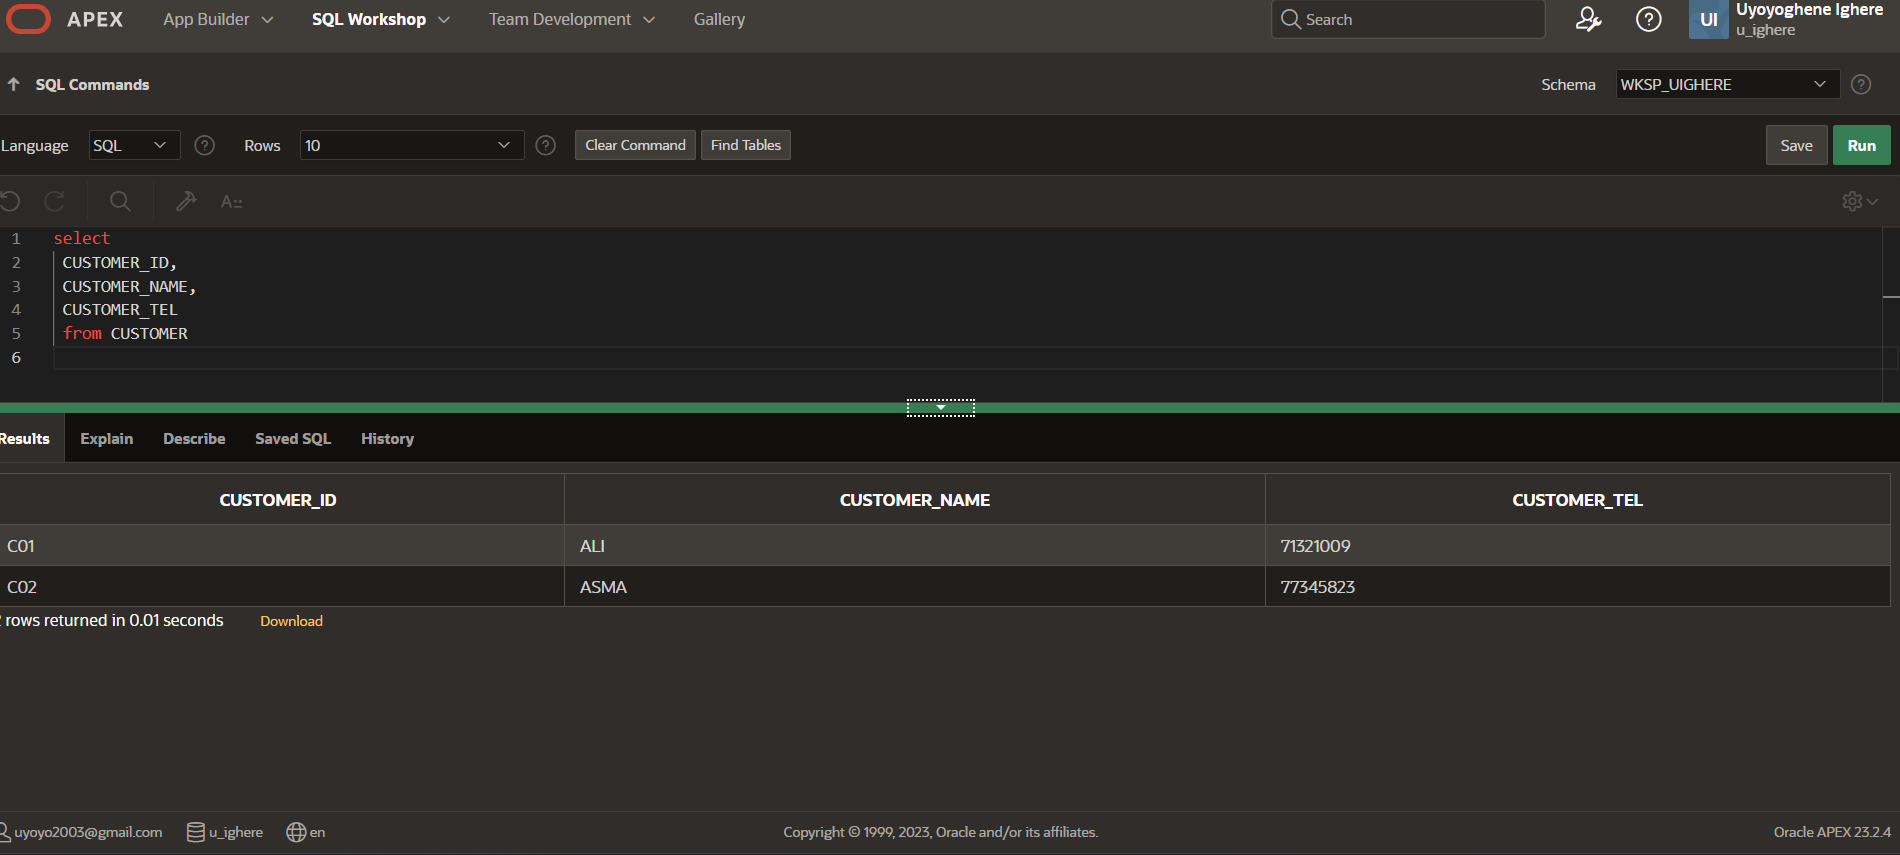 APEX App Builder SQL Workshop Team Development Gallery Search UI Uyoyoghene Ighere
u_ighere
SQL Commands Schema WKSP_UIGHERE
Language SQL Rows 10 Clear Command Find Tables Save Run
1 select
2 CUSTOMER_ID,
3 CUSTOMER_NAME,
4 CUSTOMER_TEL
5 from CUSTOMER
6
Results Explain Describe Saved SQL History
CUSTOMER_ID CUSTOMER_NAME CUSTOMER_TEL
C01 ALI 71321009
C02 ASMA 77345823
2 rows returned in 0.01 seconds Download
uyoyo2003@gmail.com u_ighere en Copyright © 1999, 2023, Oracle and/or its affiliates. Oracle APEX 23.2.4